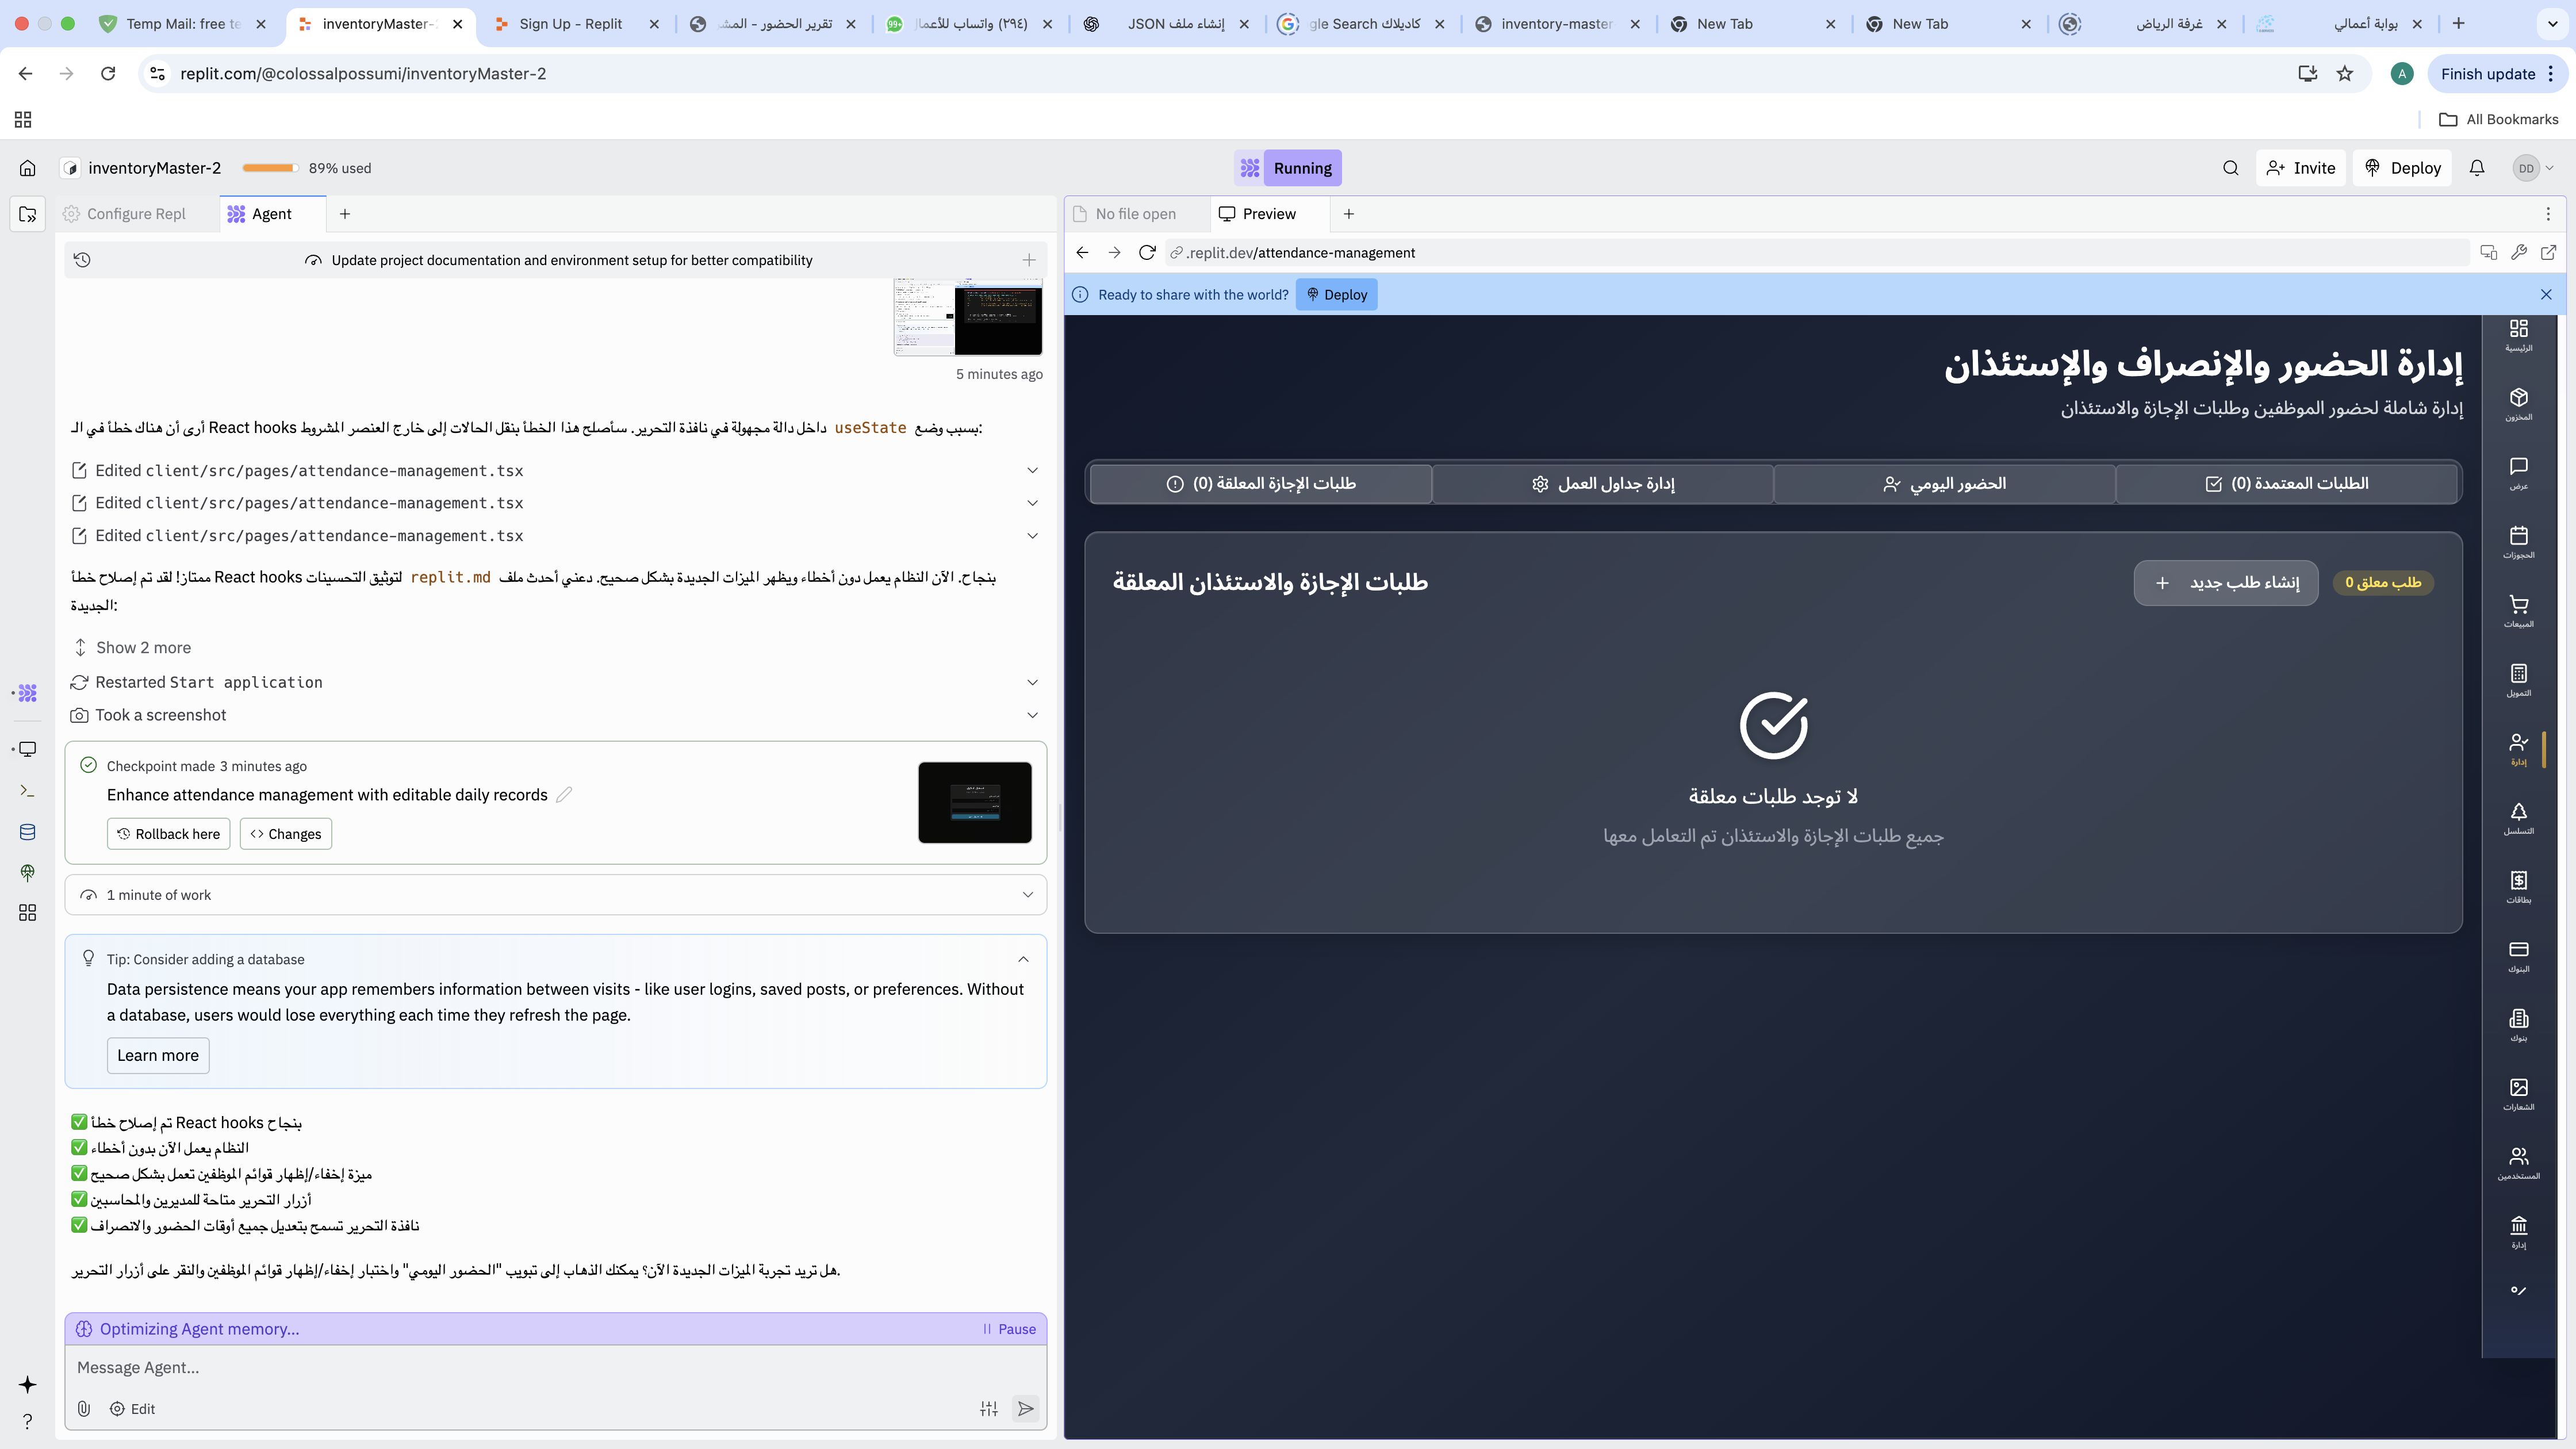 Temp Mail: free te
inventoryMaster-
Sign Up - Replit
تقرير الحضور - المش
99+
(٢٩٤) واتساب للأعمال
إنشاء ملف JSON
gle Search كاديلاك
inventory-master
New Tab
New Tab
غرفة الرياض
بوابة أعمالي
replit.com/@colossalpossumi/inventoryMaster-2
A
Finish update
All Bookmarks
inventoryMaster-2
89% used
Running
Invite
Deploy
DD
Configure Repl
Agent
Update project documentation and environment setup for better compatibility
5 minutes ago
أرى أن هناك خطأ في الـ React hooks بسبب وضع useState داخل دالة مجهولة في نافذة التحرير. سأصلح هذا الخطأ بنقل الحالات إلى خارج العنصر المشروط:
Edited client/src/pages/attendance-management.tsx
Edited client/src/pages/attendance-management.tsx
Edited client/src/pages/attendance-management.tsx
ممتاز! لقد تم إصلاح خطأ React hooks بنجاح. الآن النظام يعمل دون أخطاء ويظهر الميزات الجديدة بشكل صحيح. دعني أحدث ملف replit.md لتوثيق التحسينات
الجديدة:
Show 2 more
Restarted Start application
Took a screenshot
Checkpoint made 3 minutes ago
Enhance attendance management with editable daily records
Rollback here
Changes
1 minute of work
Tip: Consider adding a database
Data persistence means your app remembers information between visits - like user logins, saved posts, or preferences. Without
a database, users would lose everything each time they refresh the page.
Learn more
✅ تم إصلاح خطأ React hooks بنجاح
✅ النظام يعمل الآن بدون أخطاء
✅ ميزة إخفاء/إظهار قوائم الموظفين تعمل بشكل صحيح
✅ أزرار التحرير متاحة للمديرين والمحاسبين
✅ نافذة التحرير تسمح بتعديل جميع أوقات الحضور والانصراف
هل تريد تجربة الميزات الجديدة الآن؟ يمكنك الذهاب إلى تبويب "الحضور اليومي" واختبار إخفاء/إظهار قوائم الموظفين والنقر على أزرار التحرير.
Optimizing Agent memory...
Pause
Message Agent...
Edit
No file open
Preview
.replit.dev/attendance-management
Ready to share with the world?
Deploy
إدارة الحضور والإنصراف والإستئذان
إدارة شاملة لحضور الموظفين وطلبات الإجازة والاستئذان
الطلبات المعتمدة (0)
الحضور اليومي
إدارة جداول العمل
طلبات الإجازة المعلقة (0)
طلب معلق 0
إنشاء طلب جديد
طلبات الإجازة والاستئذان المعلقة
لا توجد طلبات معلقة
جميع طلبات الإجازة والاستئذان تم التعامل معها
الرئيسية
المخزون
عرض
الحجوزات
المبيعات
التمويل
إدارة
التسلسل
بطاقات
البنوك
بنوك
الشعارات
المستخدمين
إدارة